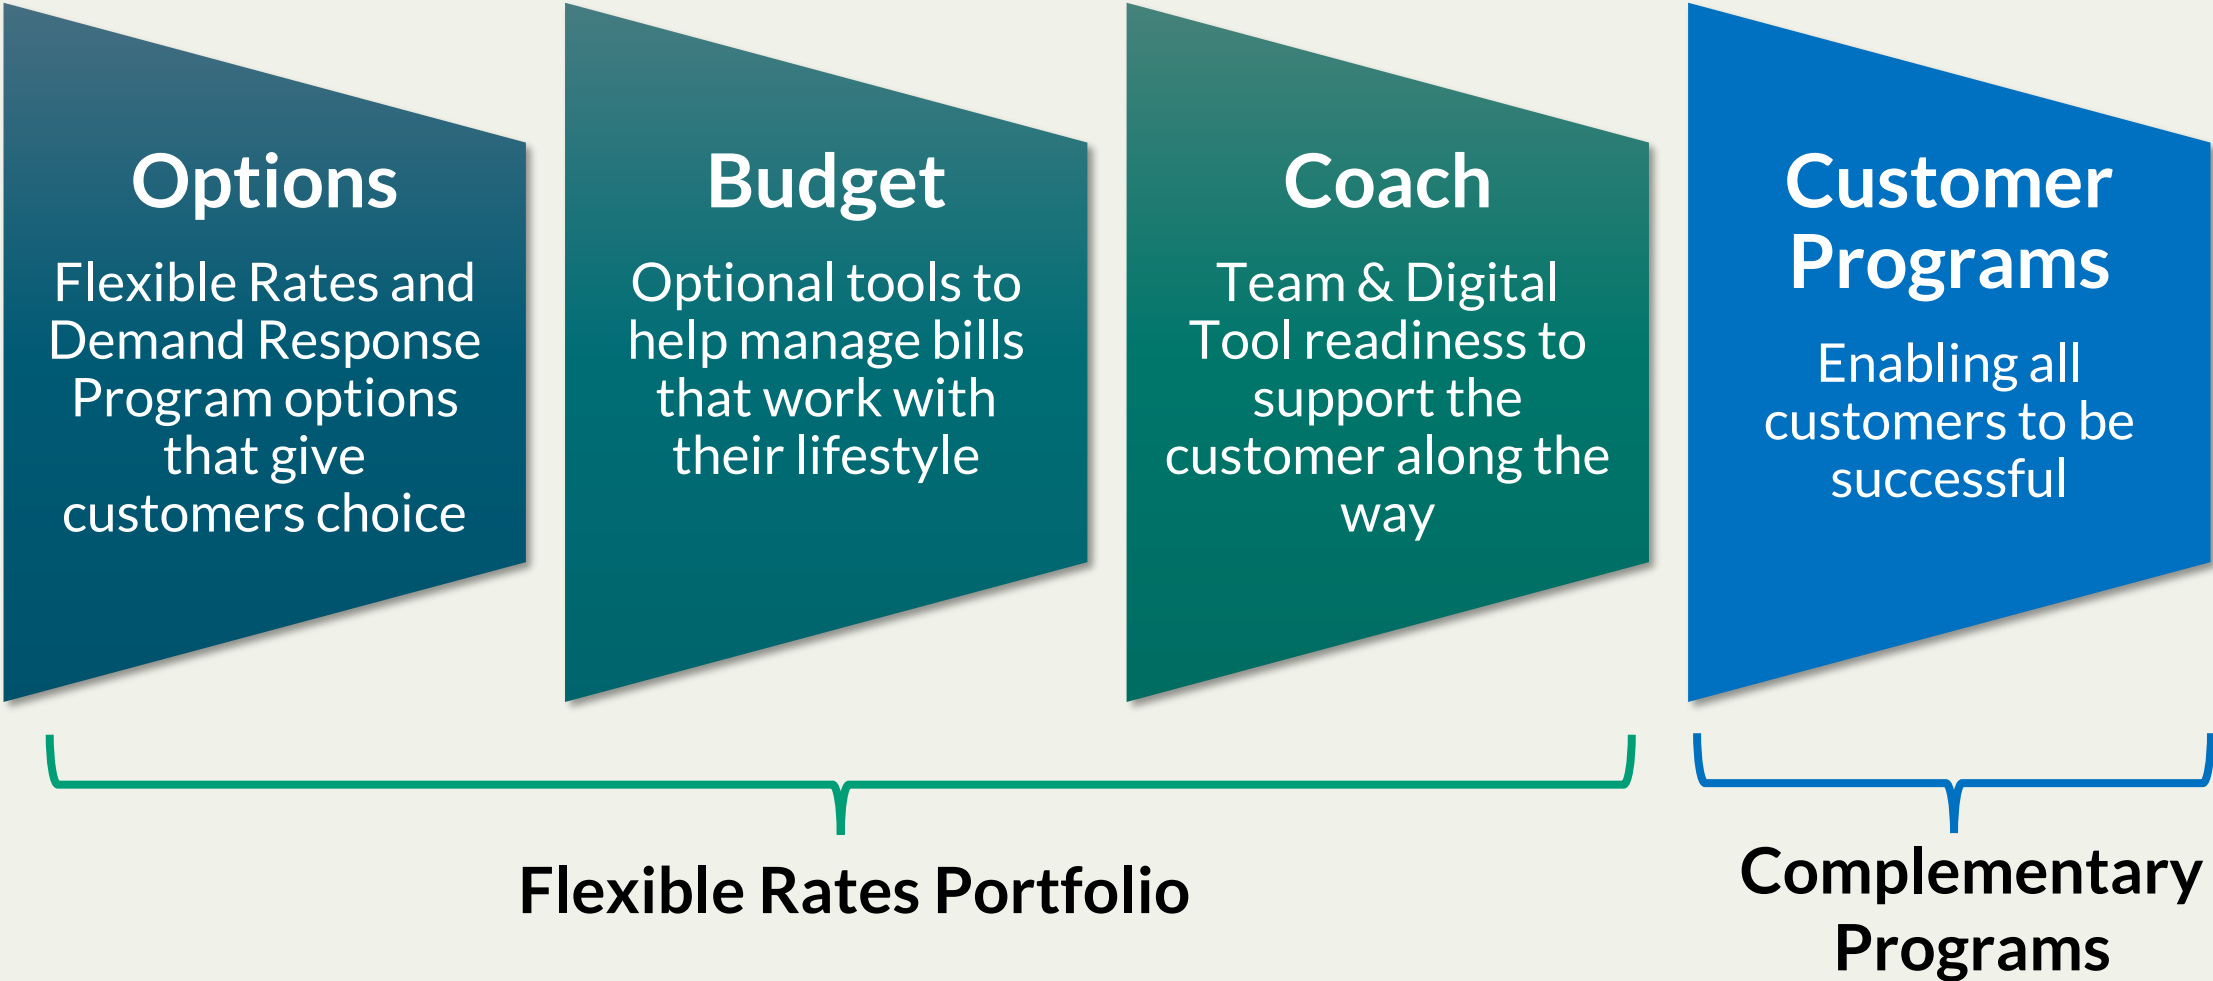 Options
Flexible Rates and
Demand Response
Program options
that give
customers choice
Budget
Optional tools to
help manage bills
that work with
their lifestyle
Coach
Team & Digital
Tool readiness to
support the
customer along the
way
Customer
Programs
Enabling all
customers to be
successful
Flexible Rates Portfolio
Complementary
Programs